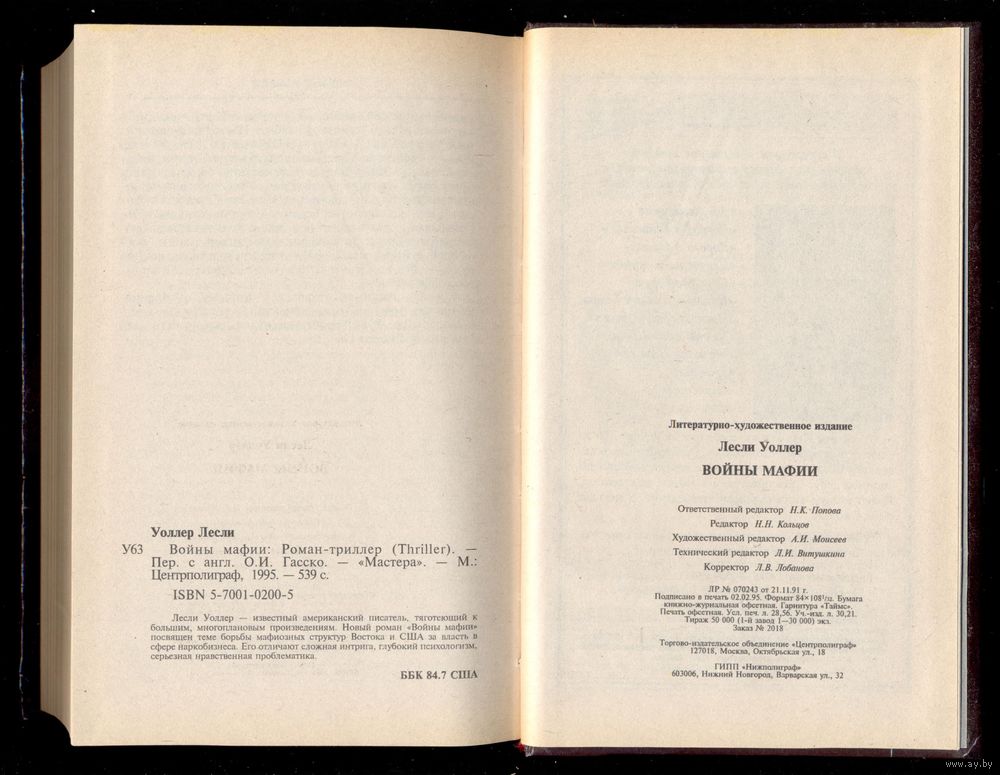 Уоллер Лесли
У63 Войны мафии: Роман-триллер (Thriller). —
Пер. с англ. О.И. Гасско. — «Мастера». — М.:
Центрполиграф, 1995. — 539 с.
ISBN 5-7001-0200-5
Лесли Уоллер — известный американский писатель, тяготеющий к
большим, многоплановым произведениям. Новый роман «Войны мафии»
посвящен теме борьбы мафиозных структур Востока и США за власть в
сфере наркобизнеса. Его отличают сложная интрига, глубокий психологизм,
серьезная нравственная проблематика.
ББК 84.7 США
Литературно-художественное издание
Лесли Уоллер
ВОЙНЫ МАФИИ
Ответственный редактор Н.К. Попова
Редактор Н.Н. Кольцов
Художественный редактор А.И. Моисеев
Технический редактор Л.И. Витушкина
Корректор Л.В. Лобанова
ЛР № 070243 от 21.11.91 г.
Подписано в печать 02.02.95. Формат 84×108¹/₃₂. Бумага
книжно-журнальная офсетная. Гарнитура «Таймс».
Печать офсетная. Усл. печ. л. 28,56. Уч.-изд. л. 30,21.
Тираж 50 000 (1-й завод 1—30 000) экз.
Заказ № 2018
Торгово-издательское объединение «Центрполиграф»
127018, Москва, Октябрьская ул., 18
ГИПП «Нижполиграф»
603006, Нижний Новгород, Варварская ул., 32
www.ay.by